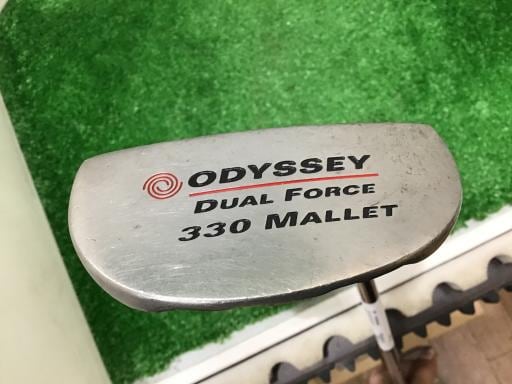 ODYSSEY
DUAL FORCE
330 MALLET